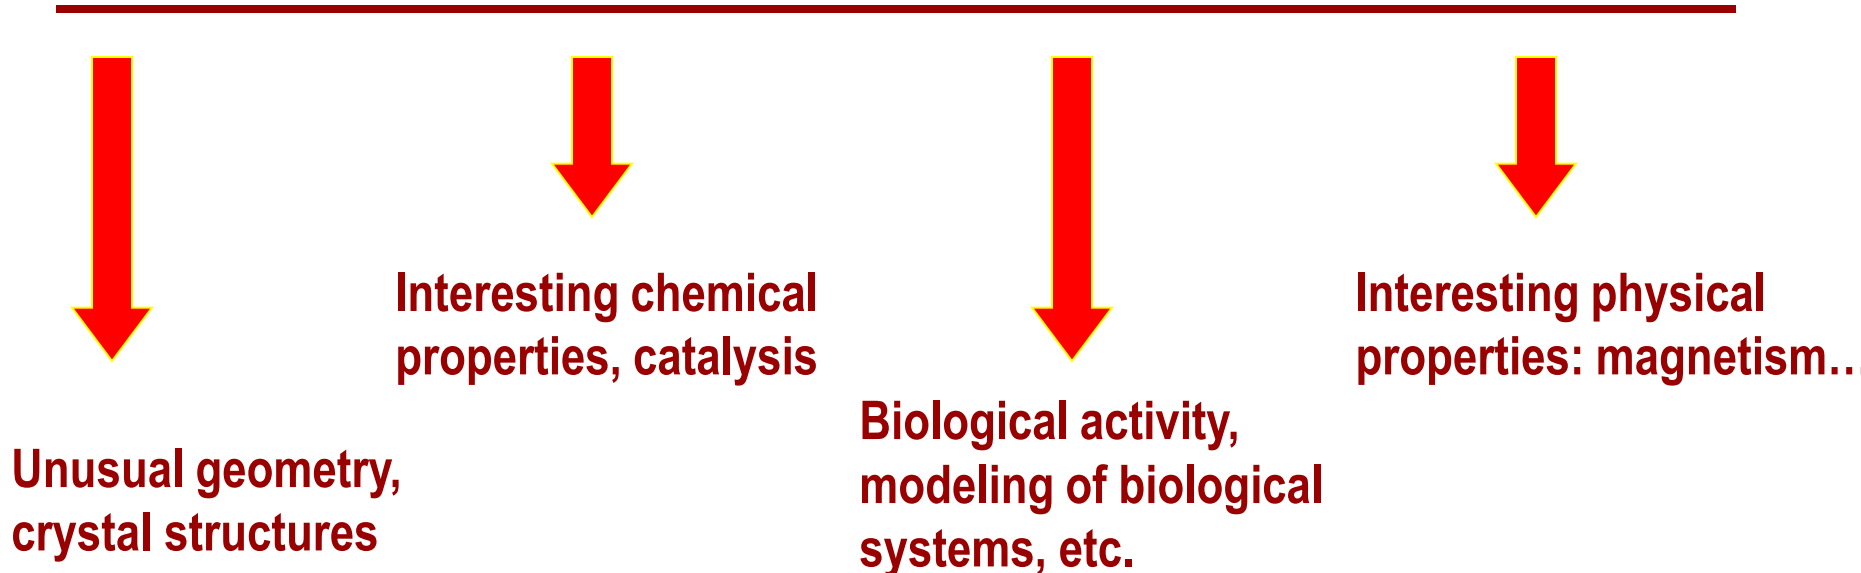 Unusual geometry,
crystal structures
Interesting chemical
properties, catalysis
Biological activity,
modeling of biological
systems, etc.
Interesting physical
properties: magnetism…